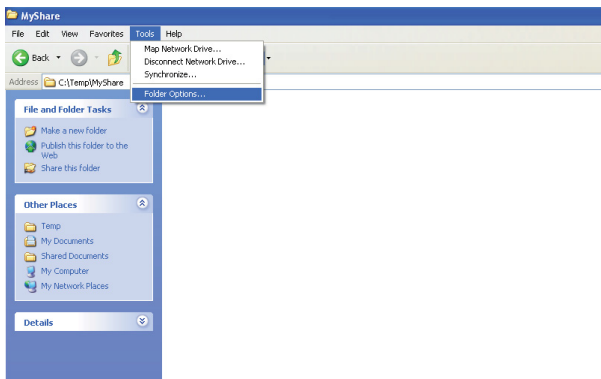 MyShare
File Edit View Favorites Tools Help
Back
Map Network Drive...
Disconnect Network Drive...
Synchronize...
Folder Options...
Address C:\Temp\MyShare
File and Folder Tasks
Make a new folder
Publish this folder to the
Web
Share this folder
Other Places
Temp
My Documents
Shared Documents
My Computer
My Network Places
Details